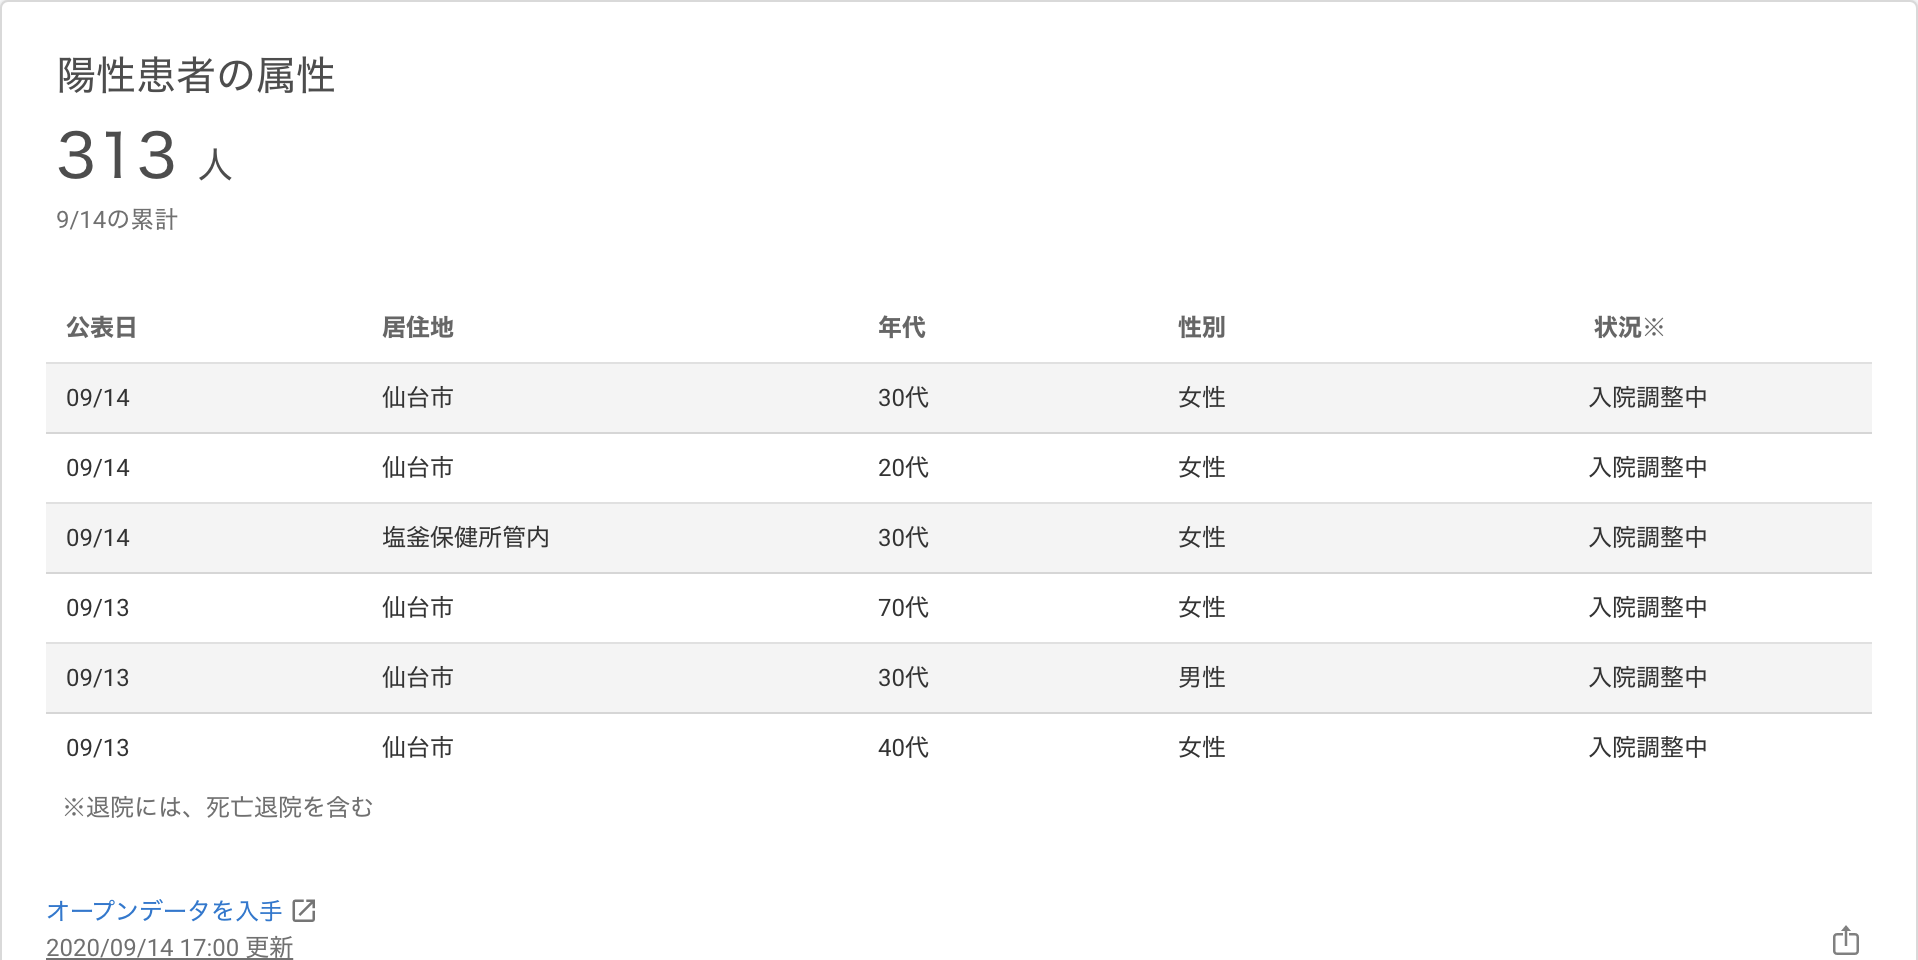 陽性患者の属性
313 人
9/14の累計
公表日 居住地 年代 性別 状況※
09/14 仙台市 30代 女性 入院調整中
09/14 仙台市 20代 女性 入院調整中
09/14 塩釜保健所管内 30代 女性 入院調整中
09/13 仙台市 70代 女性 入院調整中
09/13 仙台市 30代 男性 入院調整中
09/13 仙台市 40代 女性 入院調整中
※退院には、死亡退院を含む
オープンデータを入手
2020/09/14 17:00 更新